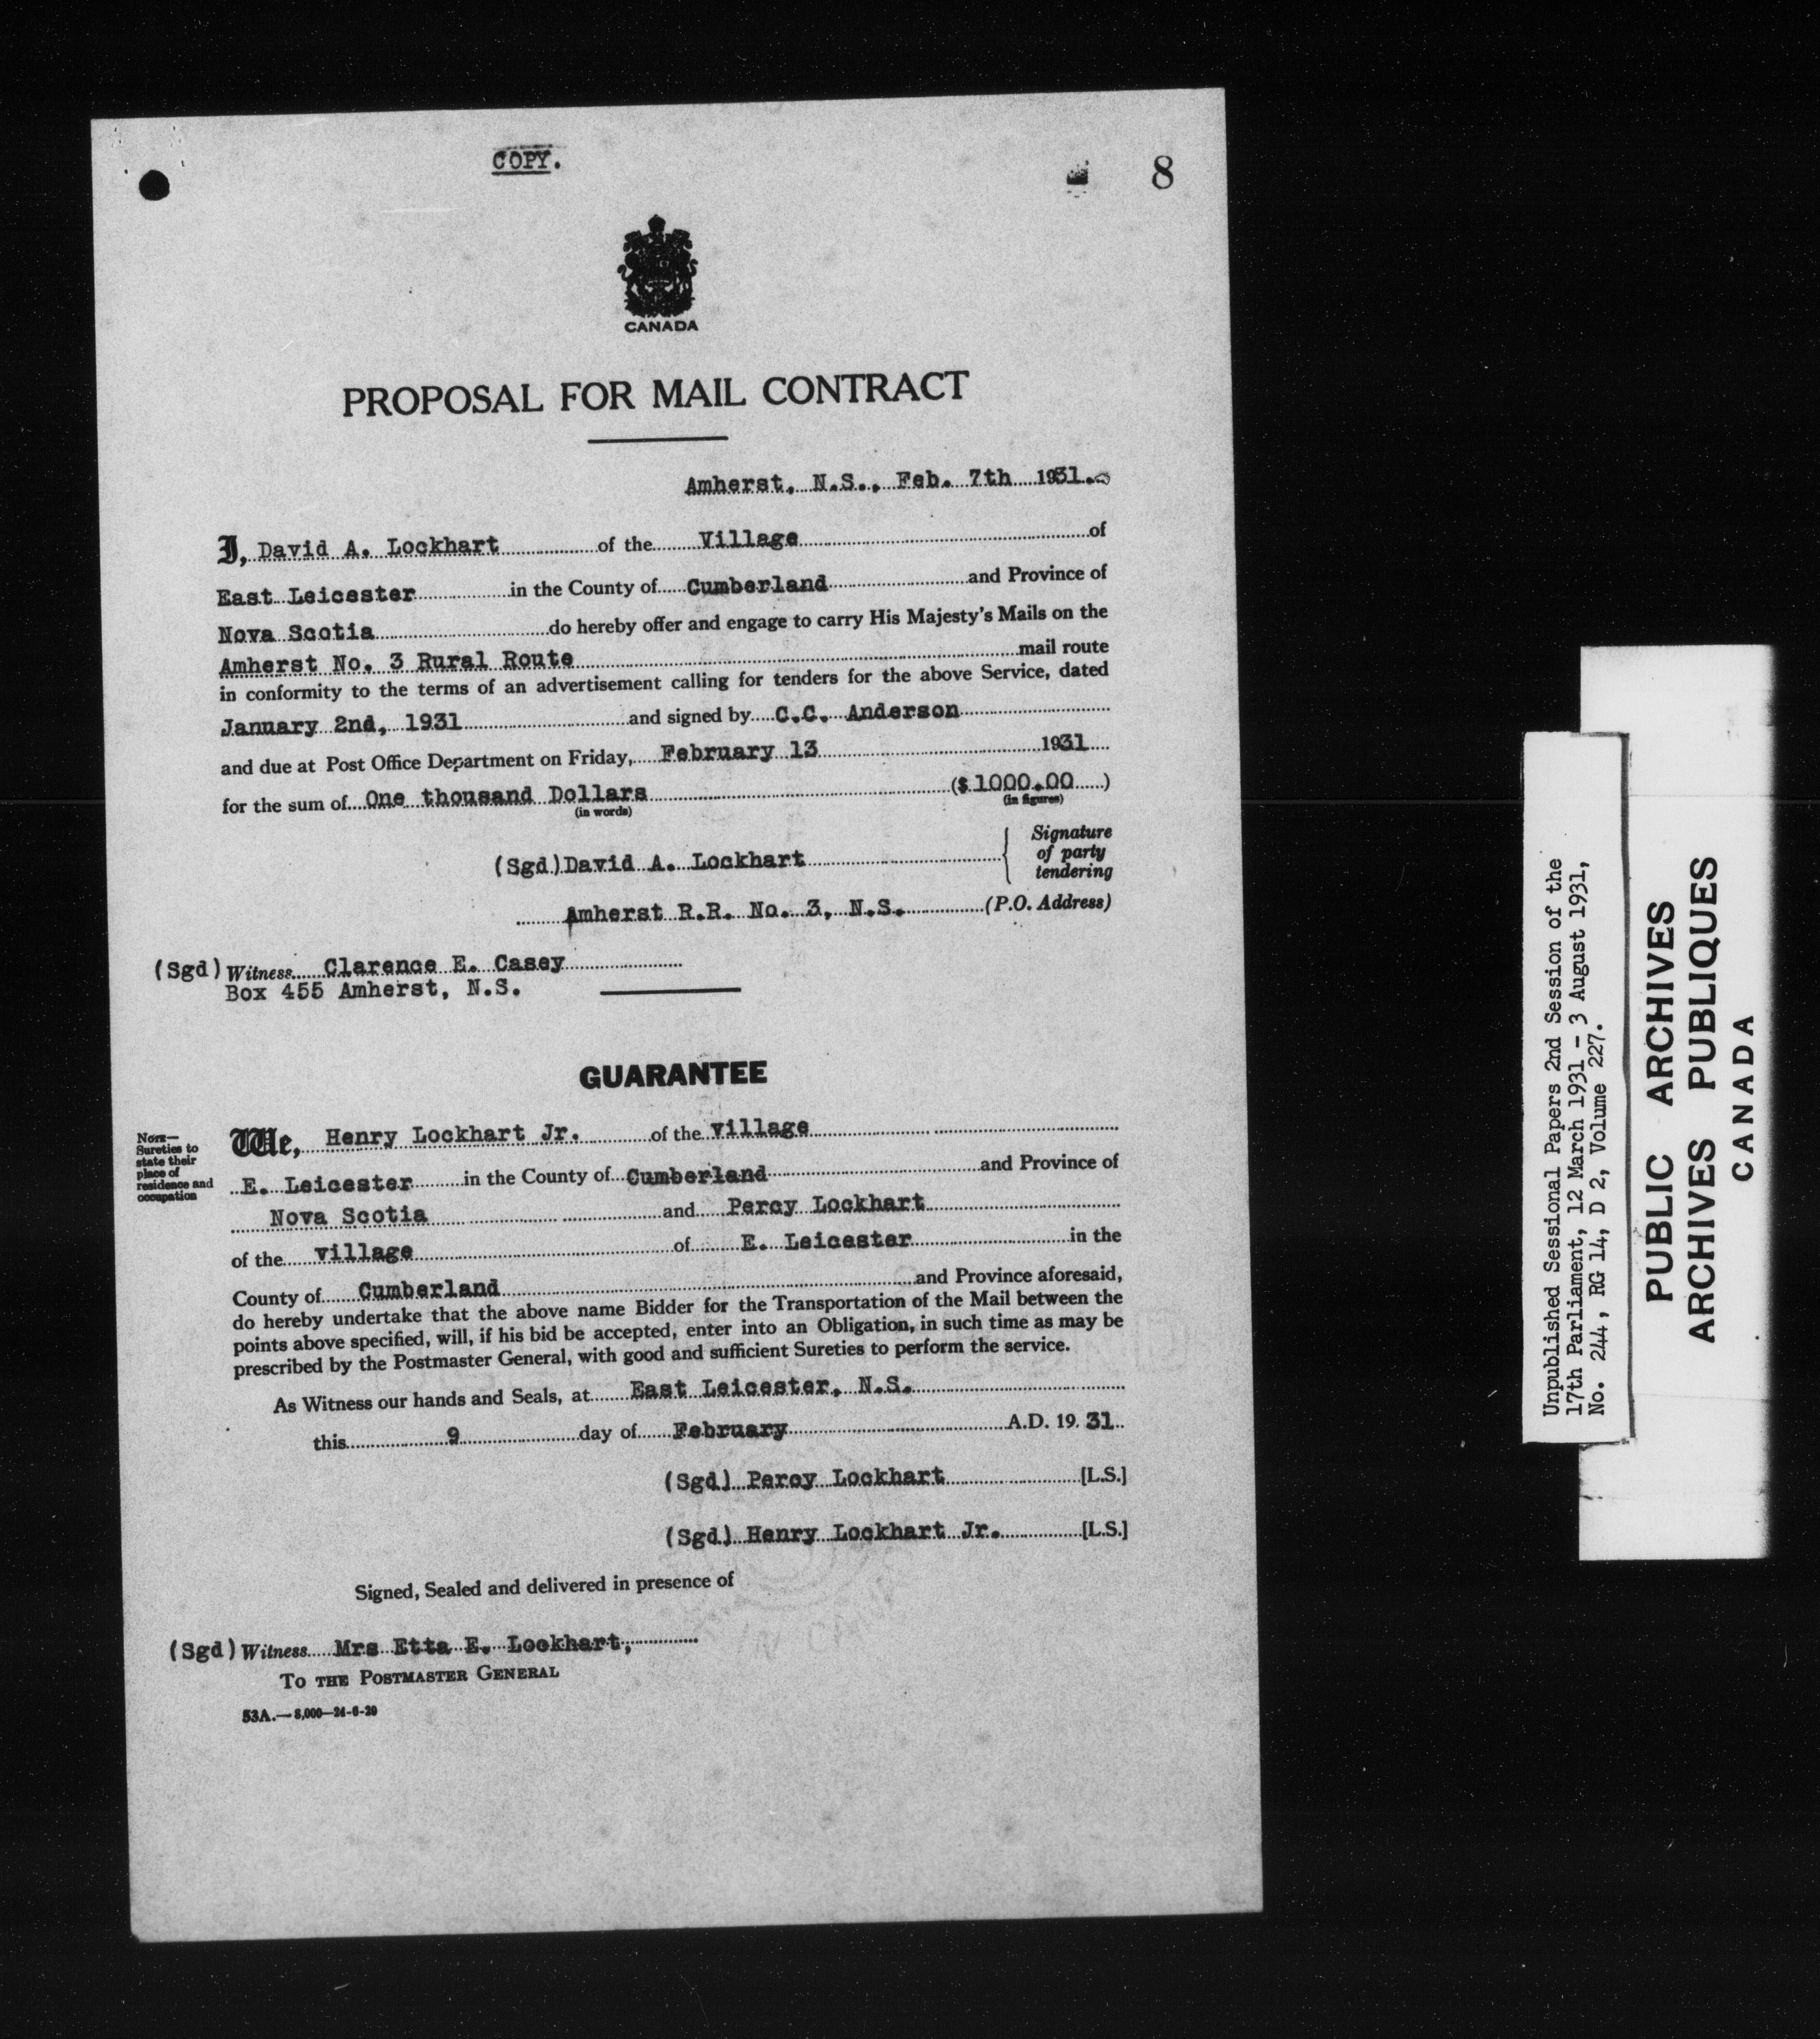 COPY.
8
CANADA
PROPOSAL FOR MAIL CONTRACT
Amherst, N.S., Feb. 7th 1931.
I, David A. Lockhart of the Village of
East Leicester in the County of Cumberland and Province of
Nova Scotia do hereby offer and engage to carry His Majesty's Mails on the
Amherst No. 3 Rural Route mail route
in conformity to the terms of an advertisement calling for tenders for the above Service, dated
January 2nd, 1931 and signed by C.C. Anderson
and due at Post Office Department on Friday, February 13 1931
for the sum of One thousand Dollars ($ 1000.00 )
(in words) (in figures)
(Sgd) David A. Lockhart { Signature of party tendering
Amherst R.R. No. 3, N.S. (P.O. Address)
(Sgd) Witness Clarence E. Casey
Box 455 Amherst, N.S.
GUARANTEE
NOTE—
Sureties to
state their
place of
residence and
occupation
We, Henry Lockhart Jr. of the village
E. Leicester in the County of Cumberland and Province of
Nova Scotia and Percy Lockhart
of the village of E. Leicester in the
County of Cumberland and Province aforesaid,
do hereby undertake that the above name Bidder for the Transportation of the Mail between the
points above specified, will, if his bid be accepted, enter into an Obligation, in such time as may be
prescribed by the Postmaster General, with good and sufficient Sureties to perform the service.
As Witness our hands and Seals, at East Leicester, N.S.
this 9 day of February A.D. 19 31
(Sgd) Percy Lockhart [L.S.]
(Sgd) Henry Lockhart Jr. [L.S.]
Signed, Sealed and delivered in presence of
(Sgd) Witness Mrs Etta E. Lockhart,
TO THE POSTMASTER GENERAL
53A.—8,000—24-6-29
Unpublished Sessional Papers 2nd Session of the
17th Parliament, 12 March 1931 - 3 August 1931,
No. 244, RG 14, D 2, Volume 227.
PUBLIC ARCHIVES
ARCHIVES PUBLIQUES
CANADA